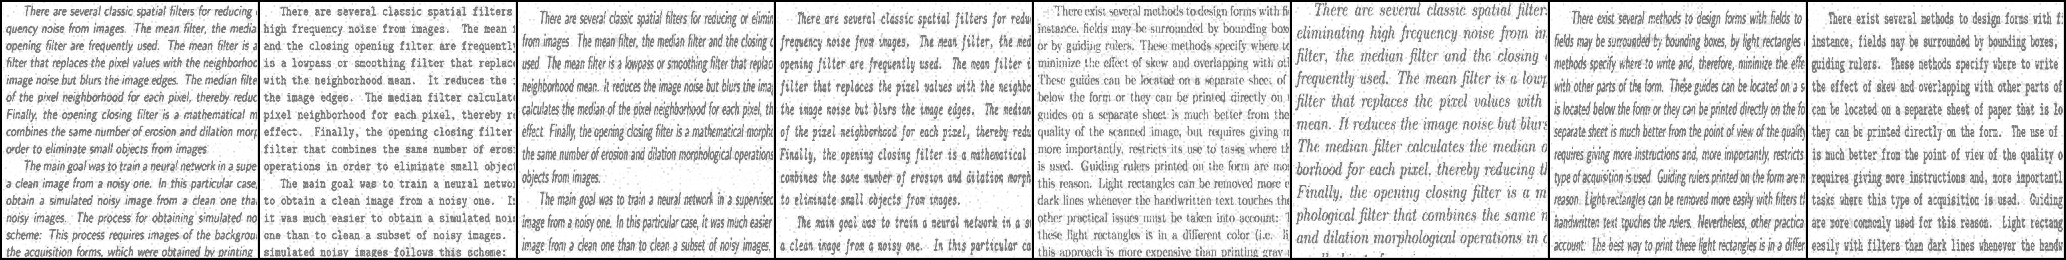 There are several classic spatial filters for reducing
quency noise from images. The mean filter, the media
opening filter are frequently used. The mean filter is a
filter that replaces the pixel values with the neighborhoo
image noise but blurs the image edges. The median filte
of the pixel neighborhood for each pixel, thereby reduc
Finally, the opening closing filter is a mathematical m
combines the same number of erosion and dilation mor
order to eliminate small objects from images
The main goal was to train a neural network in a supe
a clean image from a noisy one. In this particular case,
obtain a simulated noisy image from a clean one tha
noisy images. The process for obtaining simulated no
scheme: This process requires images of the backgrou
the acquisition forms, which were obtained by printing
There are several classic spatial filters
high frequency noise from images. The mean
and the closing opening filter are frequently
is a lowpass or smoothing filter that replac
with the neighborhood mean. It reduces the
the image edges. The median filter calculat
pixel neighborhood for each pixel, thereby r
effect. Finally, the opening closing filter
filter that combines the same number of eros
operations in order to eliminate small object
The main goal was to train a neural networ
to obtain a clean image from a noisy one. I
it was much easier to obtain a simulated noi
one than to clean a subset of noisy images.
simulated noisy images follows this scheme:
There are several classic spatial filters for reducing or elimin
from images. The mean filter, the median filter and the closing
used. The mean filter is a lowpass or smoothing filter that replac
neighborhood mean. It reduces the image noise but blurs the ima
calculates the median of the pixel neighborhood for each pixel, th
effect. Finally, the opening closing filter is a mathematical morpho
the same number of erosion and dilation morphological operations
objects from images.
The main goal was to train a neural network in a supervised
image from a noisy one. In this particular case, it was much easier
image from a clean one than to clean a subset of noisy images.
There are several classic spatial filters for redu
frequency noise from images. The mean filter, the med
opening filter are frequently used. The mean filter i
filter that replaces the pixel values with the neighbo
the image noise but blurs the image edges. The median
of the pixel neighborhood for each pixel, thereby redu
Finally, the opening closing filter is a mathematical
combines the same number of erosion and dilation morph
to eliminate small objects from images.
The main goal was to train a neural network in a su
a clean image from a noisy one. In this particular ca
There exist several methods to design forms with fi
instance, fields may be surrounded by bounding box
or by guiding rulers. These methods specify where to
minimize the effect of skew and overlapping with oth
These guides can be located on a separate sheet of
below the form or they can be printed directly on
guides on a separate sheet is much better from the
quality of the scanned image, but requires giving m
more importantly, restricts its use to tasks where th
is used. Guiding rulers printed on the form are mor
this reason. Light rectangles can be removed more e
dark lines whenever the handwritten text touches the
other practical issues must be taken into account: T
these light rectangles is in a different color (i.e. li
this approach is more expensive than printing gray
There are several classic spatial filter
eliminating high frequency noise from im
filter, the median filter and the closing
frequently used. The mean filter is a lowp
filter that replaces the pixel values with
mean. It reduces the image noise but blurs
The median filter calculates the median o
borhood for each pixel, thereby reducing th
Finally, the opening closing filter is a m
phological filter that combines the same n
and dilation morphological operations in o
There exist several methods to design forms with fields to
fields may be surrounded by bounding boxes, by light rectangles
methods specify where to write and, therefore, minimize the effe
with other parts of the form. These guides can be located on a s
is located below the form or they can be printed directly on the fo
separate sheet is much better from the point of view of the quality
requires giving more instructions and, more importantly, restricts
type of acquisition is used. Guiding rulers printed on the form are m
reason. Light rectangles can be removed more easily with filters th
handwritten text touches the rulers. Nevertheless, other practica
account: The best way to print these light rectangles is in a differ
There exist several methods to design forms with f
instance, fields may be surrounded by bounding boxes,
guiding rulers. These methods specify where to write
the effect of skew and overlapping with other parts of
can be located on a separate sheet of paper that is lo
they can be printed directly on the form. The use of
is much better from the point of view of the quality o
requires giving more instructions and, more importantl
tasks where this type of acquisition is used. Guiding
are more commonly used for this reason. Light rectang
easily with filters than dark lines whenever the handw